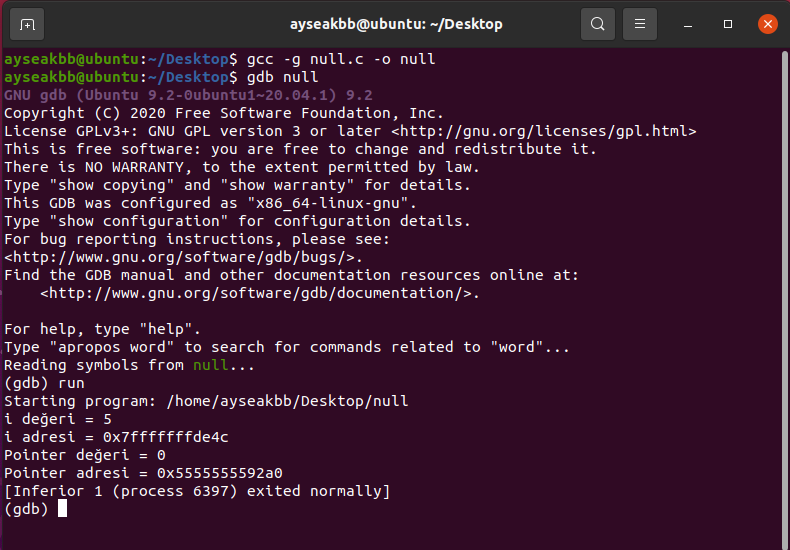 ayseakbb@ubuntu: ~/Desktop
ayseakbb@ubuntu:~/Desktop$ gcc -g null.c -o null
ayseakbb@ubuntu:~/Desktop$ gdb null
GNU gdb (Ubuntu 9.2-0ubuntu1~20.04.1) 9.2
Copyright (C) 2020 Free Software Foundation, Inc.
License GPLv3+: GNU GPL version 3 or later <http://gnu.org/licenses/gpl.html>
This is free software: you are free to change and redistribute it.
There is NO WARRANTY, to the extent permitted by law.
Type "show copying" and "show warranty" for details.
This GDB was configured as "x86_64-linux-gnu".
Type "show configuration" for configuration details.
For bug reporting instructions, please see:
<http://www.gnu.org/software/gdb/bugs/>.
Find the GDB manual and other documentation resources online at:
    <http://www.gnu.org/software/gdb/documentation/>.

For help, type "help".
Type "apropos word" to search for commands related to "word"...
Reading symbols from null...
(gdb) run
Starting program: /home/ayseakbb/Desktop/null
i değeri = 5
i adresi = 0x7fffffffde4c
Pointer değeri = 0
Pointer adresi = 0x5555555592a0
[Inferior 1 (process 6397) exited normally]
(gdb)